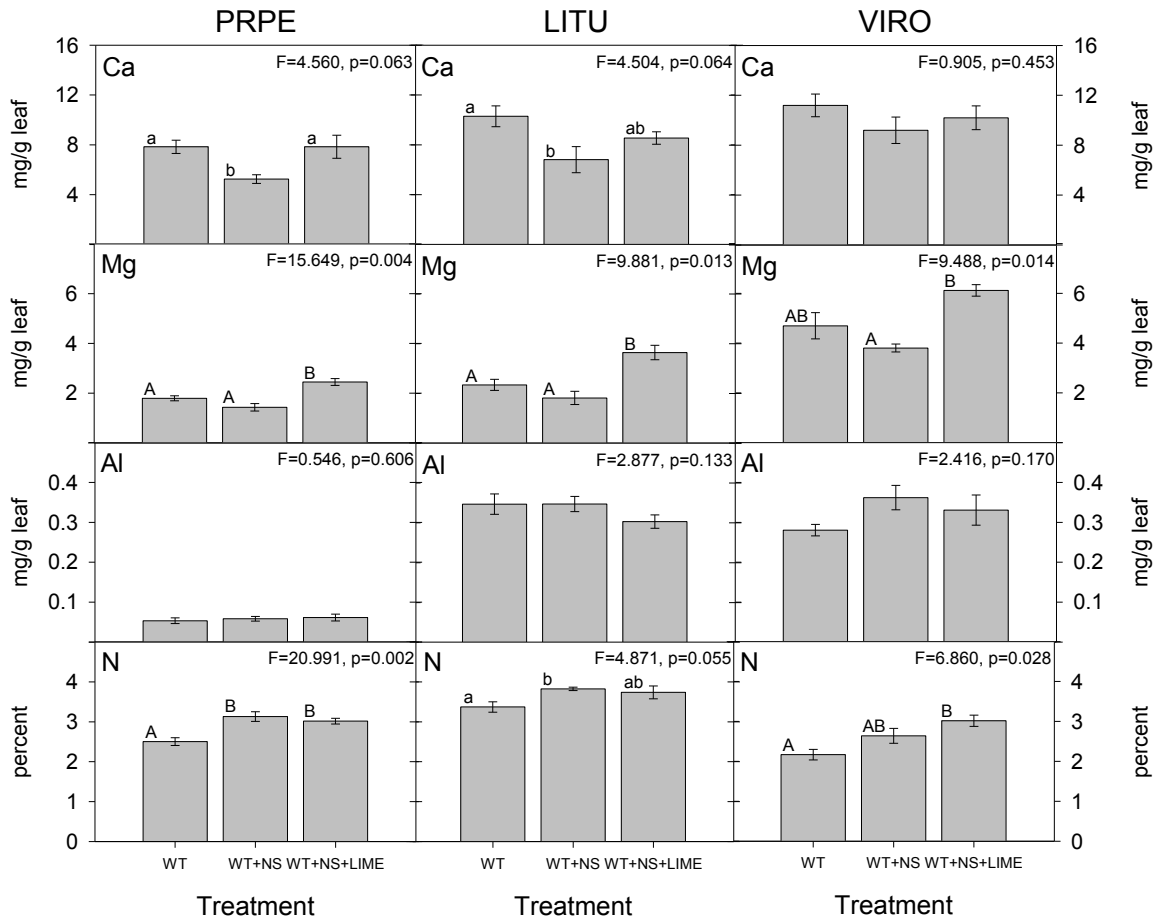 PRPE LITU VIRO
16 Ca F=4.560, p=0.063 Ca F=4.504, p=0.064 Ca F=0.905, p=0.453 16
12 12
mg/g leaf a b a a b ab mg/g leaf
8 8
4 4
Mg F=15.649, p=0.004 Mg F=9.881, p=0.013 Mg F=9.488, p=0.014
6 6
mg/g leaf A A B A A B AB A B mg/g leaf
4 4
2 2
Al F=0.546, p=0.606 Al F=2.877, p=0.133 Al F=2.416, p=0.170
0.4 0.4
mg/g leaf mg/g leaf
0.3 0.3
0.2 0.2
0.1 0.1
N F=20.991, p=0.002 N F=4.871, p=0.055 N F=6.860, p=0.028
4 4
percent A B B a b ab A AB B percent
3 3
2 2
1 1
0 0
WT WT+NS WT+NS+LIME WT WT+NS WT+NS+LIME WT WT+NS WT+NS+LIME
Treatment Treatment Treatment